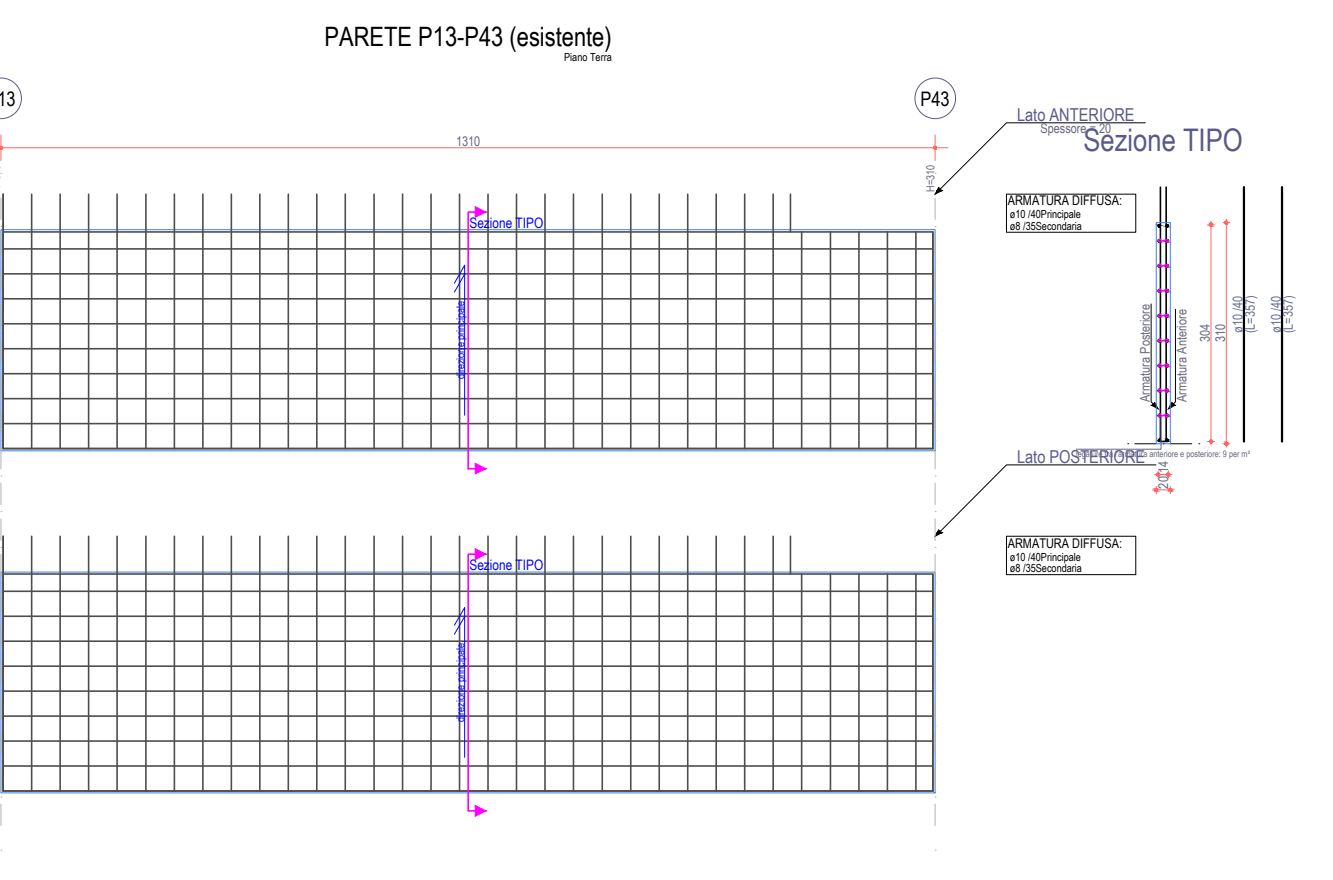 PARETE P13-P43 (esistente)
Piano Terra
13
P43
1310
H=310
Lato ANTERIORE
Spessore = 20
Sezione TIPO
ARMATURA DIFFUSA:
ø10 /40Principale
ø8 /35Secondaria
Sezione TIPO
direzione principale
Armatura Posteriore
Armatura Anteriore
304
310
ø10 /40
(L=357)
ø10 /40
(L=357)
anteriore e posteriore: 9 per m²
20
14
Lato POSTERIORE
ARMATURA DIFFUSA:
ø10 /40Principale
ø8 /35Secondaria
Sezione TIPO
direzione principale